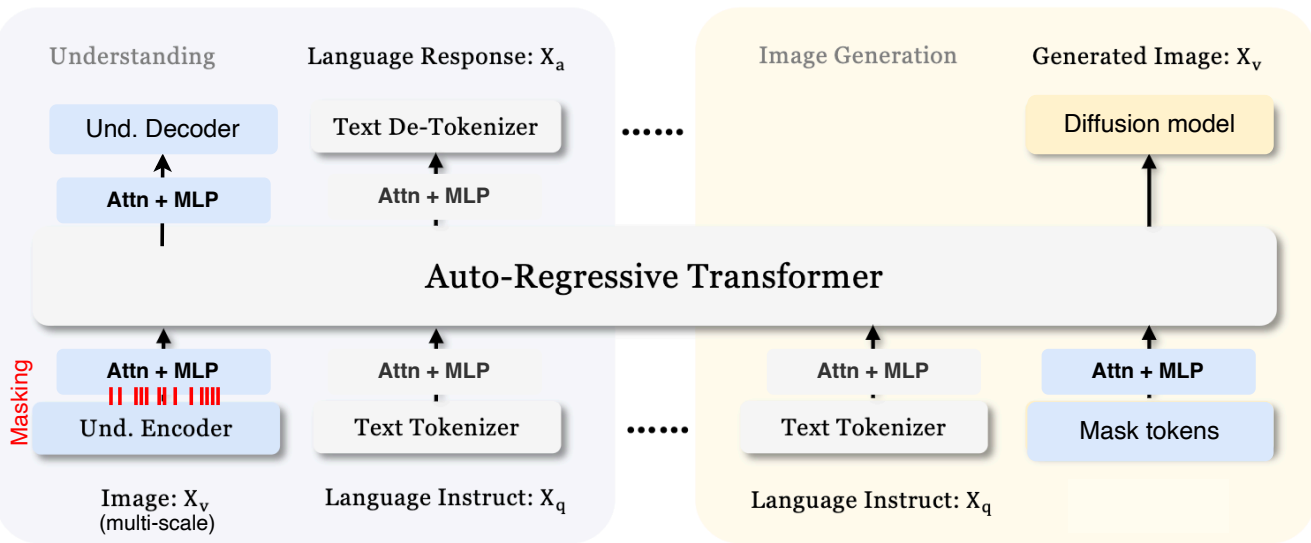 Understanding
Language Response: Xa
Image Generation
Generated Image: Xv
Und. Decoder
Text De-Tokenizer
......
Diffusion model
Attn + MLP
Attn + MLP
Auto-Regressive Transformer
Masking
Attn + MLP
Attn + MLP
Attn + MLP
Attn + MLP
Und. Encoder
Text Tokenizer
......
Text Tokenizer
Mask tokens
Image: Xv
(multi-scale)
Language Instruct: Xq
Language Instruct: Xq